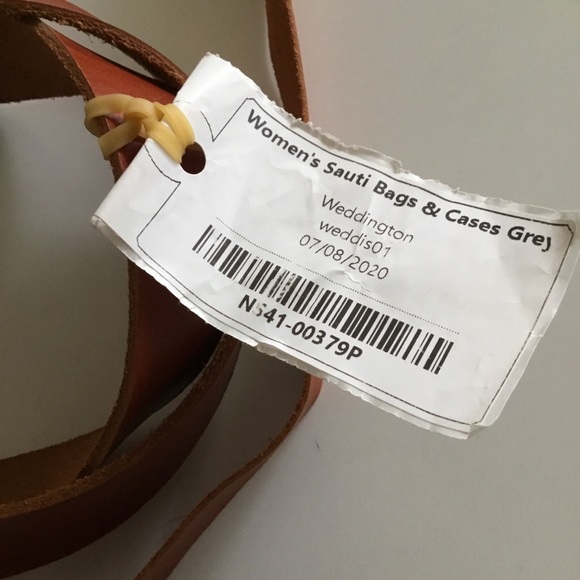 Women's Sauti Bags & Cases Grey
Weddington
weddis01
07/08/2020
NS41-00379P